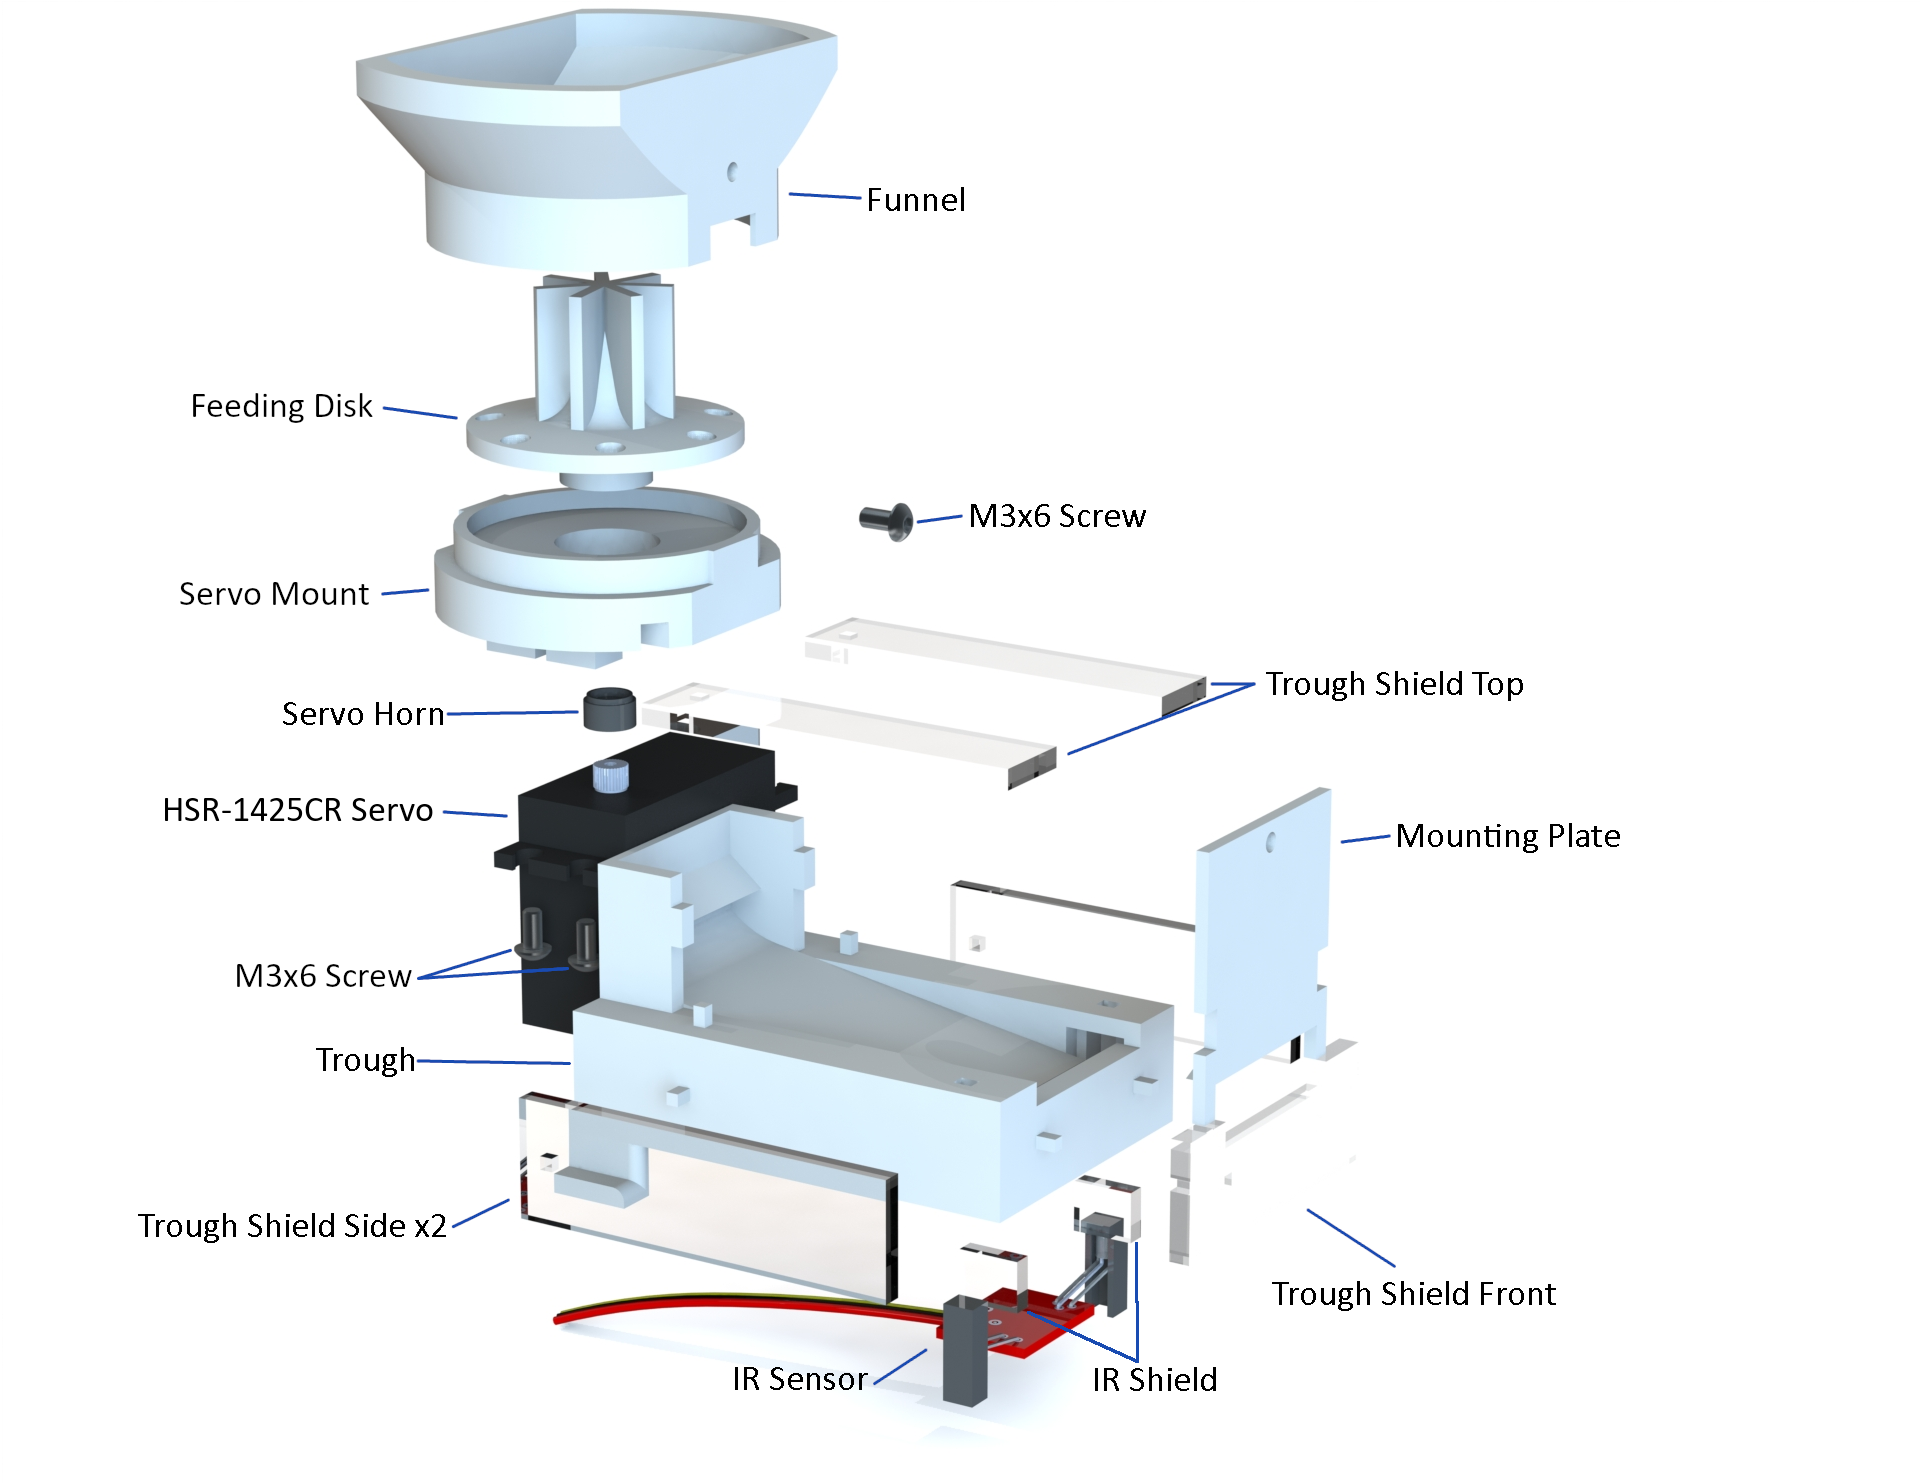 Funnel
Feeding Disk
M3x6 Screw
Servo Mount
Trough Shield Top
Servo Horn
HSR-1425CR Servo
Mounting Plate
M3x6 Screw
Trough
Trough Shield Side x2
Trough Shield Front
IR Sensor
IR Shield